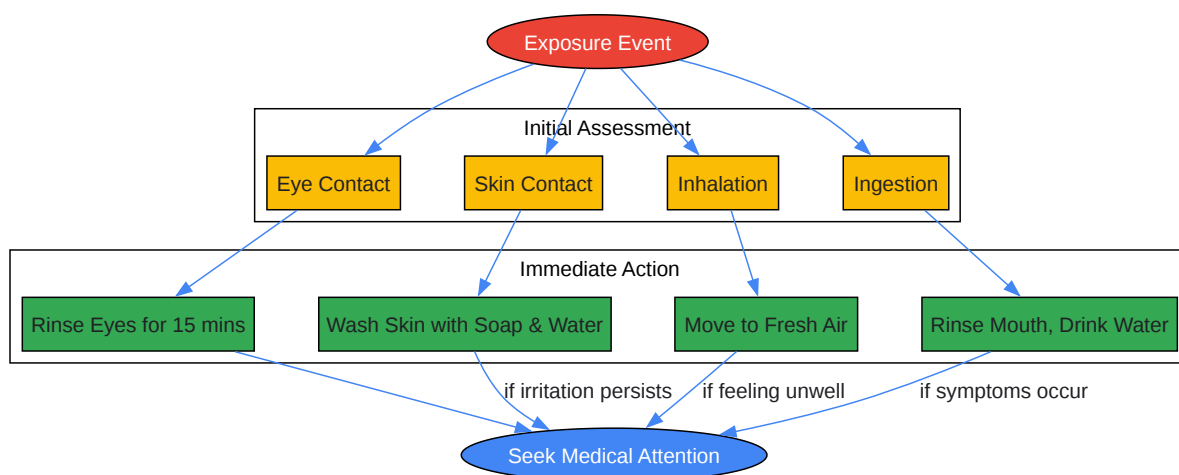 Exposure Event
Initial Assessment
Eye Contact
Skin Contact
Inhalation
Ingestion
Immediate Action
Rinse Eyes for 15 mins
Wash Skin with Soap & Water
Move to Fresh Air
Rinse Mouth, Drink Water
if irritation persists
if feeling unwell
if symptoms occur
Seek Medical Attention